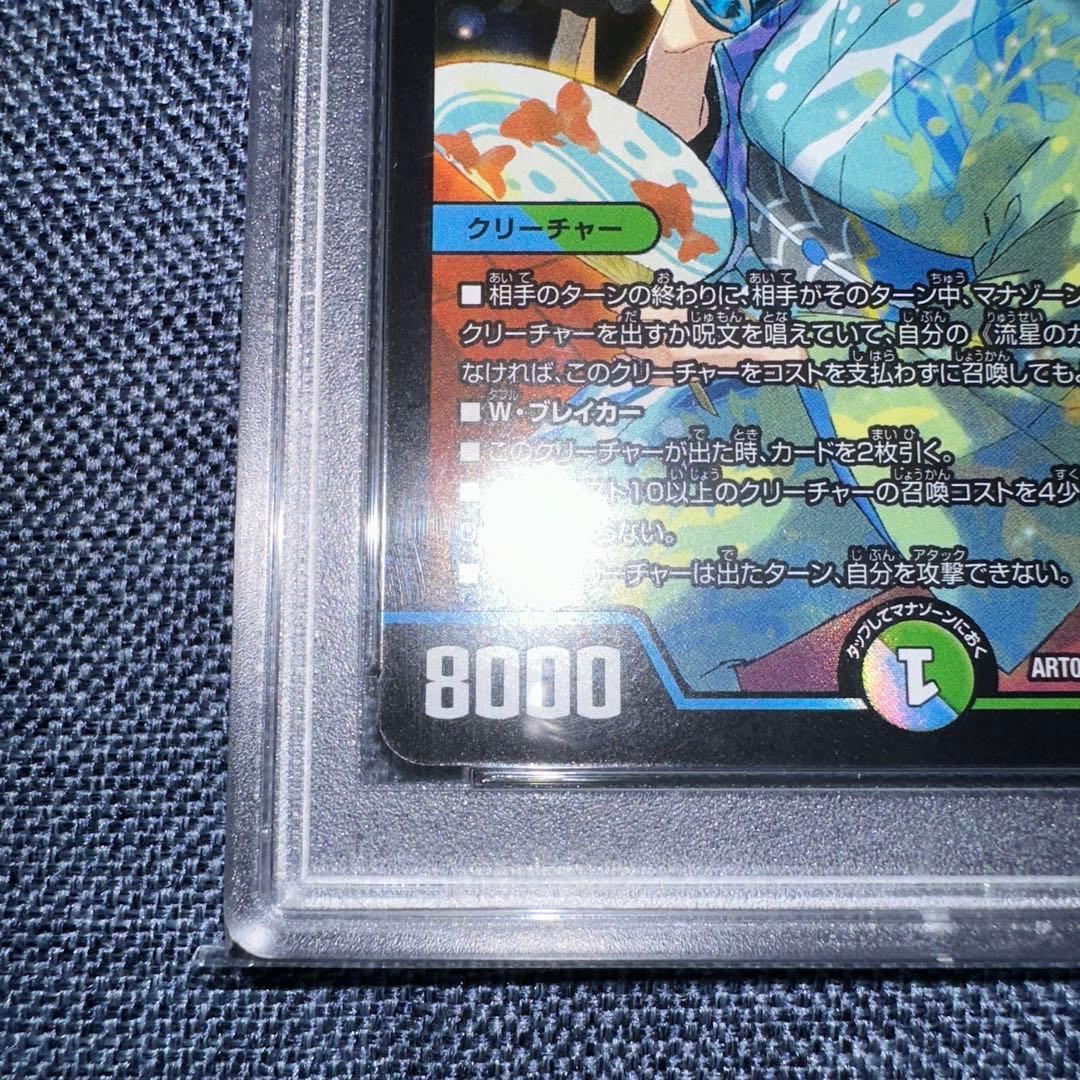 クリーチャー
■相手のターンの終わりに、相手がそのターン中、マナゾーン
クリーチャーを出すか呪文を唱えていて、自分の《流星のガ
なければ、このクリーチャーをコストを支払わずに召喚してもよ
■W・ブレイカー
■このクリーチャーが出た時、カードを2枚引く。
ト10以上のクリーチャーの召喚コストを4少
ない。
ーチャーは出たターン、自分を攻撃できない。
8000
タップしてマナゾーンにおく
1
ARTO